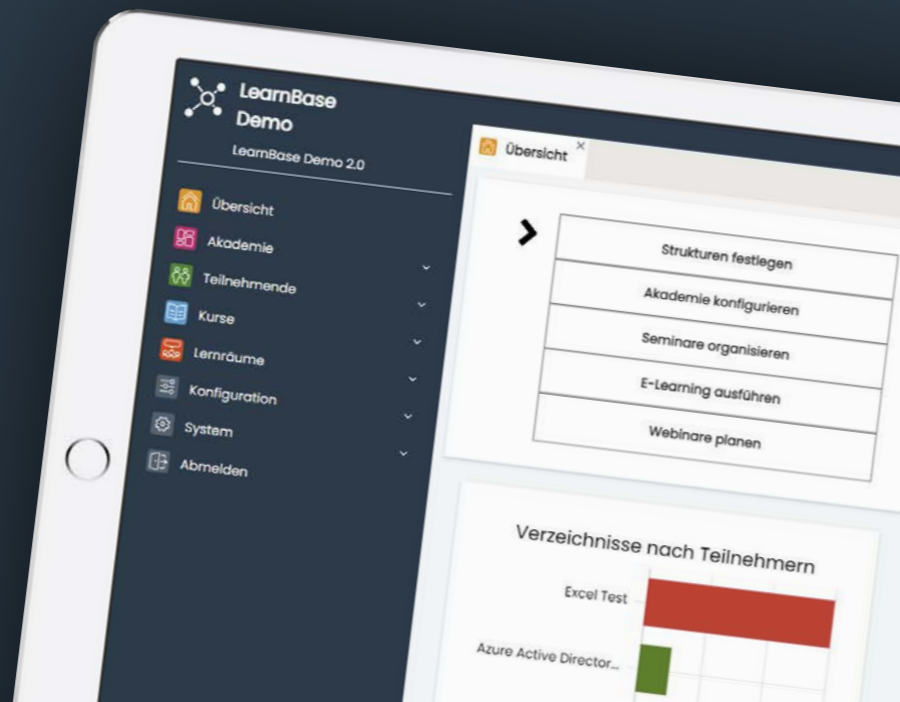 LearnBase
Demo
LearnBase Demo 2.0
Übersicht
Akademie
Teilnehmende
Kurse
Lernräume
Konfiguration
System
Abmelden
Übersicht
Strukturen festlegen
Akademie konfigurieren
Seminare organisieren
E-Learning ausführen
Webinare planen
Verzeichnisse nach Teilnehmern
Excel Test
Azure Active Director...